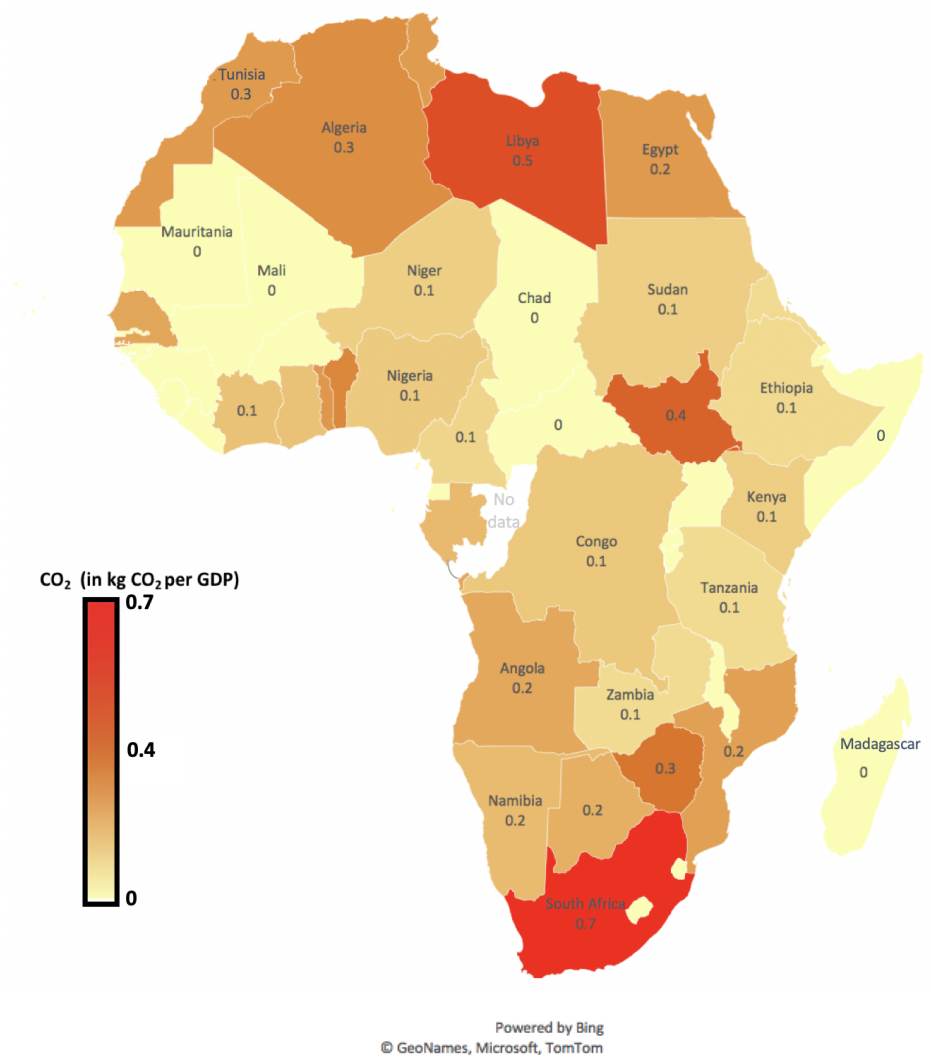 Tunisia
0.3
Algeria
0.3
Libya
0.5
Egypt
0.2
Mauritania
0
Mali
0
Niger
0.1
Chad
0
Sudan
0.1
Nigeria
0.1
0.1
0.1
0
0.4
Ethiopia
0.1
0
No
data
Kenya
0.1
Congo
0.1
Tanzania
0.1
CO₂ (in kg CO₂ per GDP)
0.7
0.4
0
Angola
0.2
Zambia
0.1
0.2
Madagascar
0
0.3
Namibia
0.2
0.2
South Africa
0.7
Powered by Bing
© GeoNames, Microsoft, TomTom